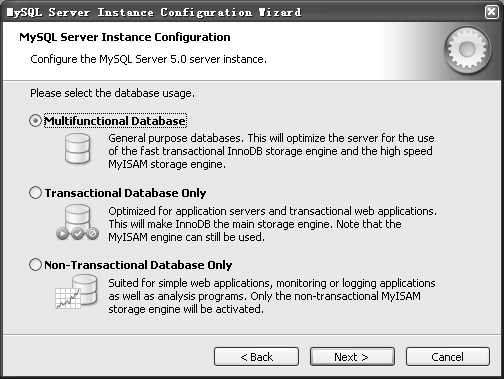 MySQL Server Instance Configuration Wizard
MySQL Server Instance Configuration
Configure the MySQL Server 5.0 server instance.
Please select the database usage.
Multifunctional Database
General purpose databases. This will optimize the server for the use
of the fast transactional InnoDB storage engine and the high speed
MyISAM storage engine.
Transactional Database Only
Optimized for application servers and transactional web applications.
This will make InnoDB the main storage engine. Note that the
MyISAM engine can still be used.
Non-Transactional Database Only
Suited for simple web applications, monitoring or logging applications
as well as analysis programs. Only the non-transactional MyISAM
storage engine will be activated.
< Back
Next >
Cancel